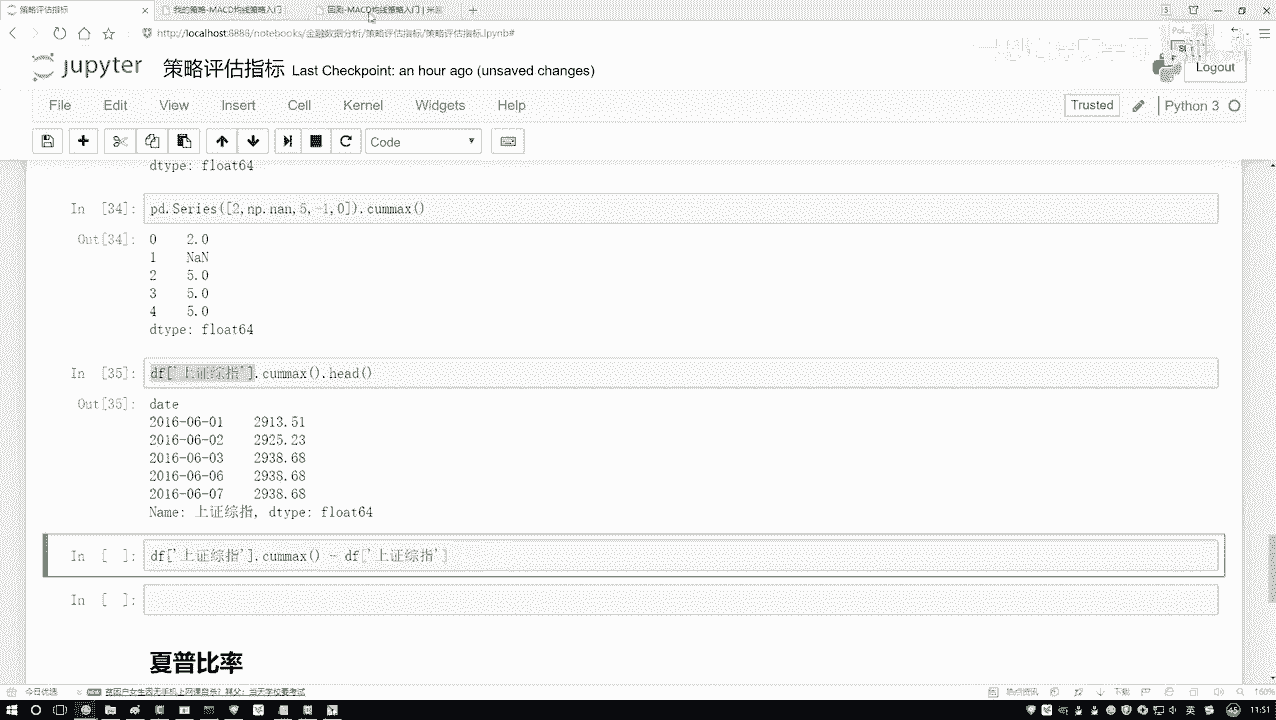 策略评估指标
我的策略-MACD均线策略入门
回测-MACD均线策略入门 | 米筐
http://localhost:8888/notebooks/金融数据分析/策略评估指标/策略评估指标.ipynb#
jupyter 策略评估指标 Last Checkpoint: an hour ago (unsaved changes)
Logout
File Edit View Insert Cell Kernel Widgets Help
Trusted Python 3
Code
dtype: float64
In [34]: pd.Series([2,np.nan,5,-1,0]).cummax()
Out[34]: 0 2.0
1 NaN
2 5.0
3 5.0
4 5.0
dtype: float64
In [35]: df['上证综指'].cummax().head()
Out[35]: date
2016-06-01 2913.51
2016-06-02 2925.23
2016-06-03 2938.68
2016-06-06 2938.68
2016-06-07 2938.68
Name: 上证综指, dtype: float64
In [ ]: df['上证综指'].cummax() - df['上证综指']
In [ ]:
夏普比率
今日优选
热点资讯
下载
160%
英
11:51